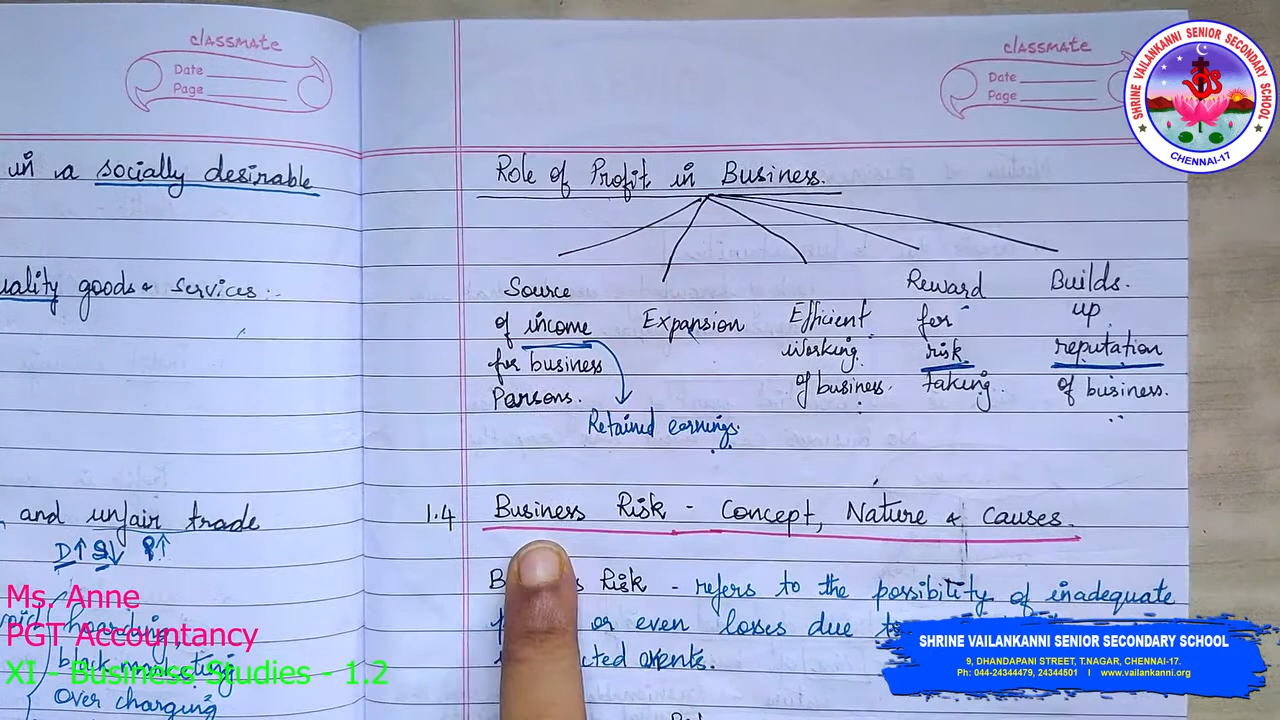 classmate
Date
Page
in a socially desirable
uality goods & services :-
and unfair trade
D↑ S↓ P↑
hoarding,
black marketing
over charging
classmate
Date
Page
Role of Profit in Business.
Source of income for business Persons.
Retained earnings.
Expansion
Efficient working of business.
Reward for risk taking.
Builds up reputation of business.
1.4 Business Risk - Concept, Nature & Causes.
Risk - refers to the possibility of inadequate
or even losses due
events.
Ms. Anne
PGT Accountancy
XI - Business Studies - 1.2
SHRINE VAILANKANNI SENIOR SECONDARY SCHOOL
CHENNAI-17
SHRINE VAILANKANNI SENIOR SECONDARY SCHOOL
9, DHANDAPANI STREET, T.NAGAR, CHENNAI-17.
Ph: 044-24344479, 24344501 I www.vailankanni.org